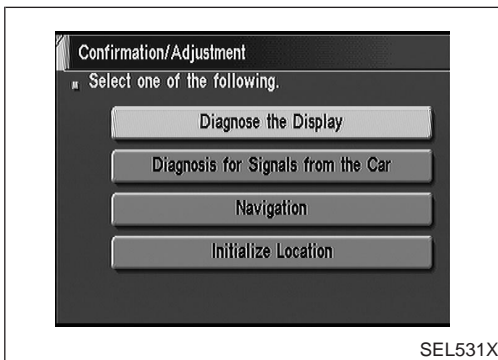 Confirmation/Adjustment
Select one of the following.
Diagnose the Display
Diagnosis for Signals from the Car
Navigation
Initialize Location
SEL531X